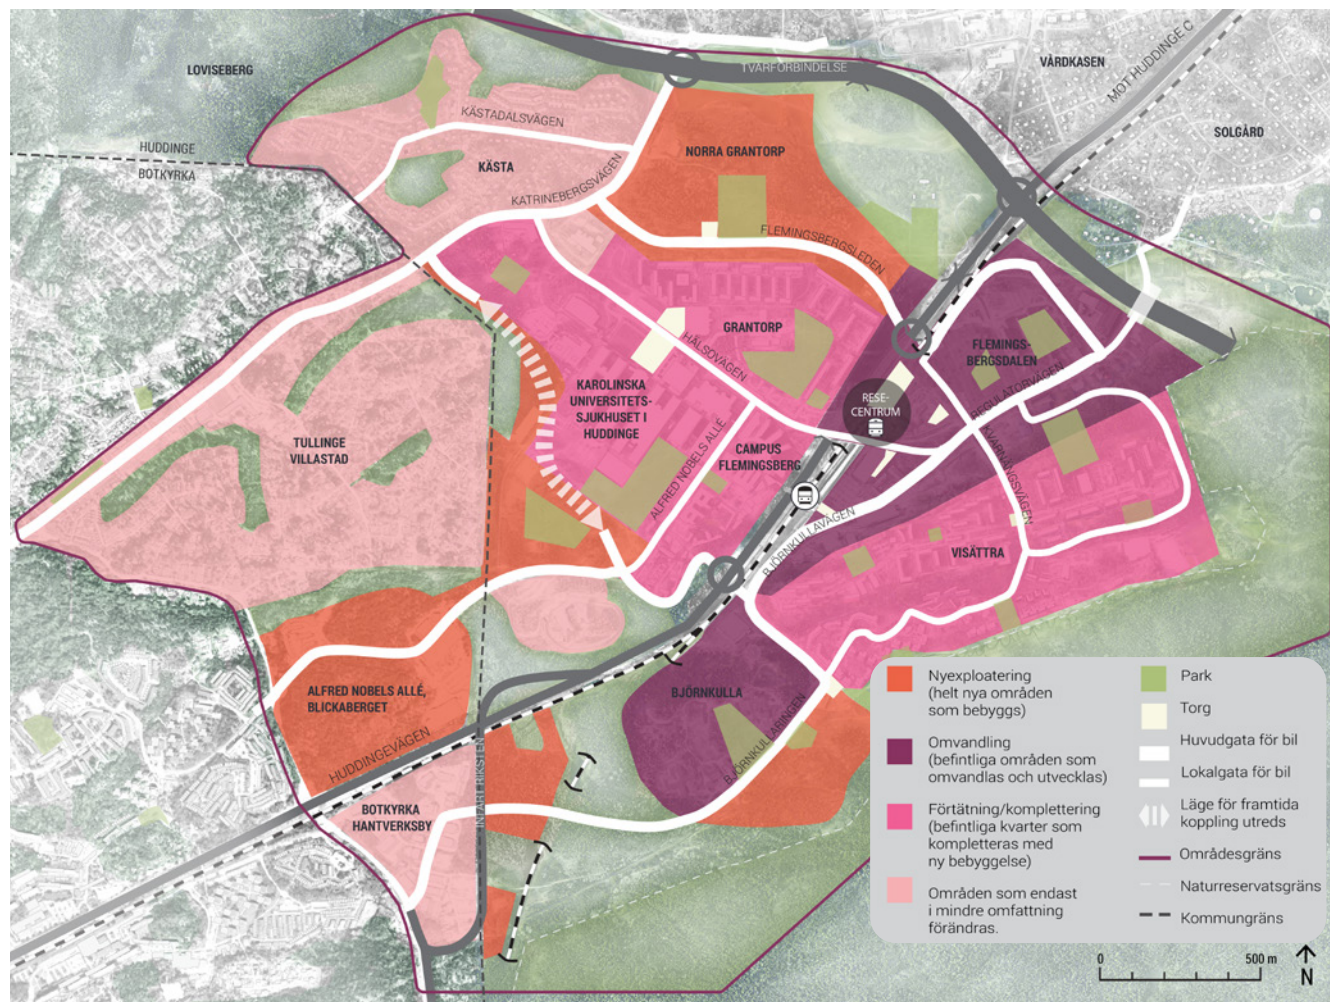 LOVISEBERG
TVÄRFÖRBINDELSE
VÅRDKASEN
MOT HUDDINGE C
SOLGÅRD
HUDDINGE
BOTKYRKA
KÄSTADALSVÄGEN
KÄSTA
KATRINEBERGSVÄGEN
NORRA GRANTORP
FLEMINGSBERGSLEDEN
GRANTORP
HÄLSOVÄGEN
FLEMINGS-
BERGSDALEN
REGULATORVÄGEN
RESE-
CENTRUM
KAROLINSKA
UNIVERSITETS-
SJUKHUSET I
HUDDINGE
TULLINGE
VILLASTAD
CAMPUS
FLEMINGSBERG
ALFRED NOBELS ALLÉ
KVARNÄNGSVÄGEN
BJÖRNKULLAVÄGEN
VISÄTTRA
ALFRED NOBELS ALLÉ,
BLICKABERGET
BJÖRNKULLA
BJÖRNKULLARINGEN
HUDDINGEVÄGEN
INFART RIKSTEN
BOTKYRKA
HANTVERKSBY
Nyexploatering
(helt nya områden
som bebyggs)
Omvandling
(befintliga områden som
omvandlas och utvecklas)
Förtätning/komplettering
(befintliga kvarter som
kompletteras med
ny bebyggelse)
Områden som endast
i mindre omfattning
förändras.
Park
Torg
Huvudgata för bil
Lokalgata för bil
Läge för framtida
koppling utreds
Områdesgräns
Naturreservatsgräns
Kommungräns
0 500 m
N